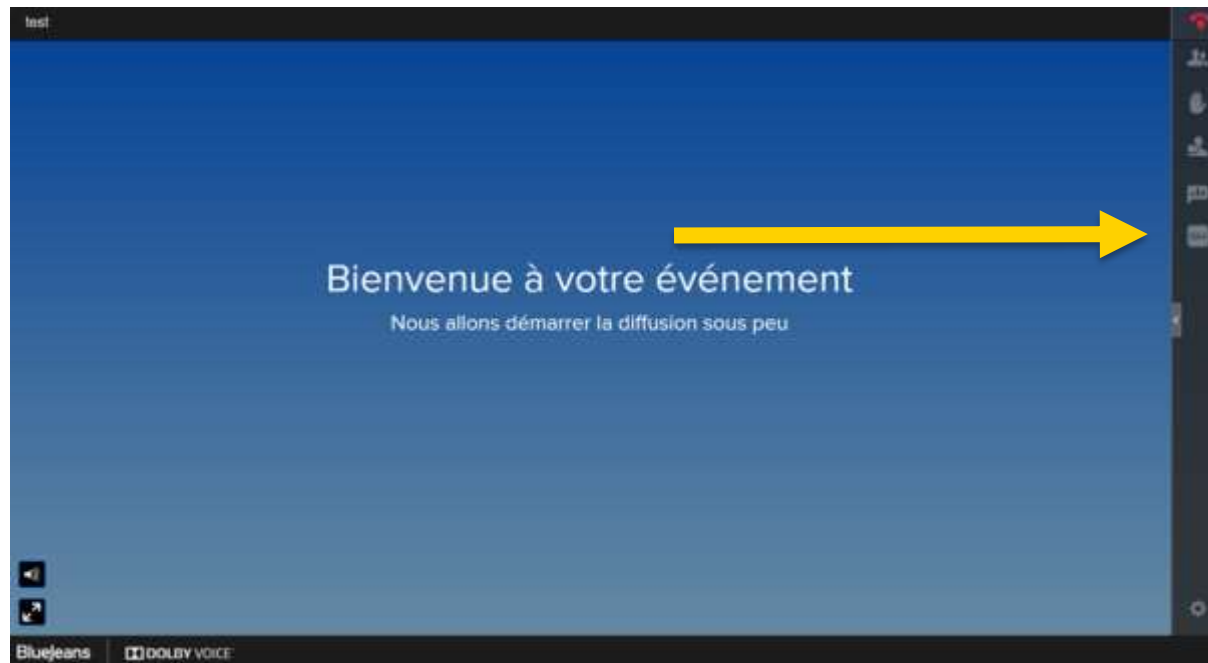 test
Bienvenue à votre événement
Nous allons démarrer la diffusion sous peu
BlueJeans DOLBY VOICE